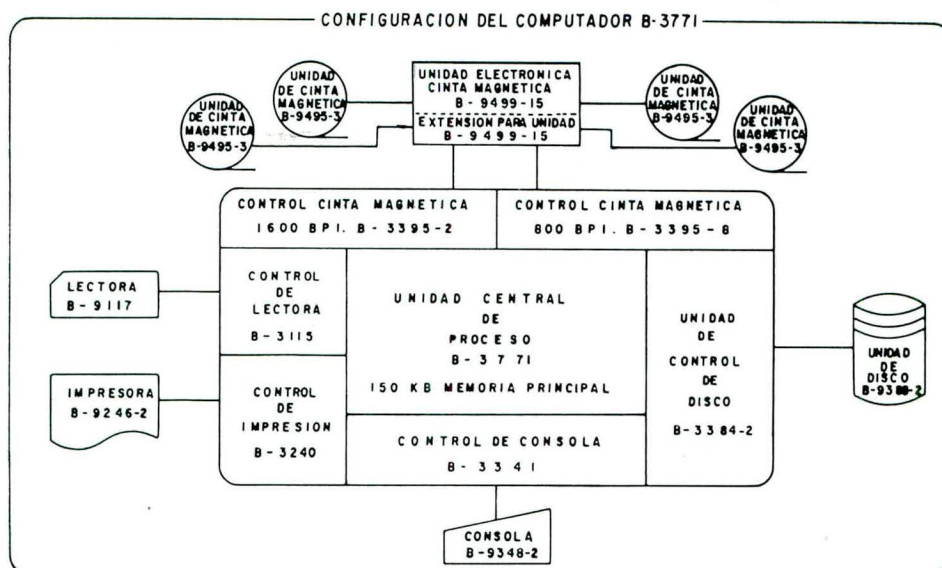 CONFIGURACION DEL COMPUTADOR B-3771
UNIDAD
DE CINTA
MAGNETICA
B-9495-3
UNIDAD
DE CINTA
MAGNETICA
B-9495-3
UNIDAD ELECTRONICA
CINTA MAGNETICA
B-9499-15
EXTENSION PARA UNIDAD
B-9499-15
UNIDAD
DE CINTA
MAGNETICA
B-9495-3
UNIDAD
DE CINTA
MAGNETICA
B-9495-3
CONTROL CINTA MAGNETICA
1600 BPI. B-3395-2
CONTROL CINTA MAGNETICA
800 BPI. B-3395-8
LECTORA
B-9117
CONTROL
DE
LECTORA
B-3115
UNIDAD CENTRAL
DE
PROCESO
B-3771
150 KB MEMORIA PRINCIPAL
UNIDAD
DE
CONTROL
DE
DISCO
B-3384-2
UNIDAD
DE
DISCO
IMPRESORA
B-9246-2
CONTROL
DE
IMPRESION
B-3240
CONTROL DE CONSOLA
B-3341
CONSOLA
B-9348-2